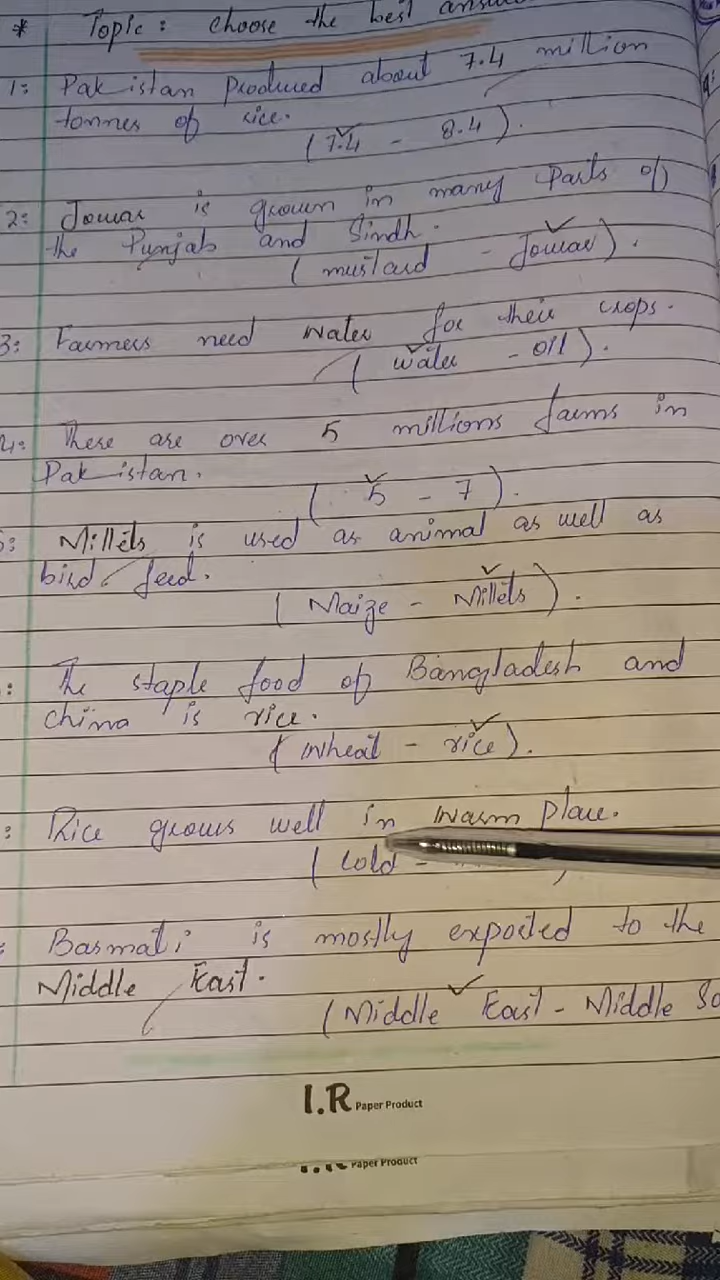 * Topic: choose the best
1: Pakistan produced about 7.4 million
tonnes of rice.
(7.4 - 8.4).
2: Jowar is grown in many parts of
the Punjab and Sindh.
(mustard - Jowar).
3: Farmers need water for their crops.
(water - oil).
4: There are over 5 millions farms in
Pakistan.
(5 - 7).
: Millets is used as animal as well as
bird feed.
(Maize - Millets).
: The staple food of Bangladesh and
china is rice.
(wheat - rice).
: Rice grows well in warm place.
(cold -
: Basmati is mostly exported to the
Middle East.
(Middle East - Middle
I.R Paper Product
Paper Product